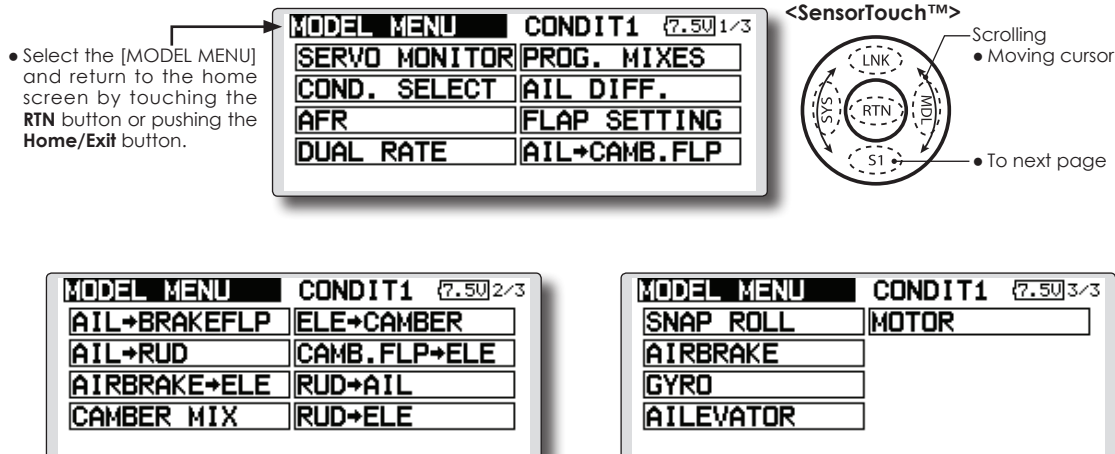 ● Select the [MODEL MENU]
and return to the home
screen by touching the
RTN button or pushing the
Home/Exit button.
MODEL MENU CONDIT1 7.5V 1/3
SERVO MONITOR PROG. MIXES
COND. SELECT AIL DIFF.
AFR FLAP SETTING
DUAL RATE AIL→CAMB.FLP
<SensorTouch™>
LNK
SYS RTN MDL
S1
Scrolling
● Moving cursor
● To next page
MODEL MENU CONDIT1 7.5V 2/3
AIL→BRAKEFLP ELE→CAMBER
AIL→RUD CAMB.FLP→ELE
AIRBRAKE→ELE RUD→AIL
CAMBER MIX RUD→ELE
MODEL MENU CONDIT1 7.5V 3/3
SNAP ROLL MOTOR
AIRBRAKE
GYRO
AILEVATOR